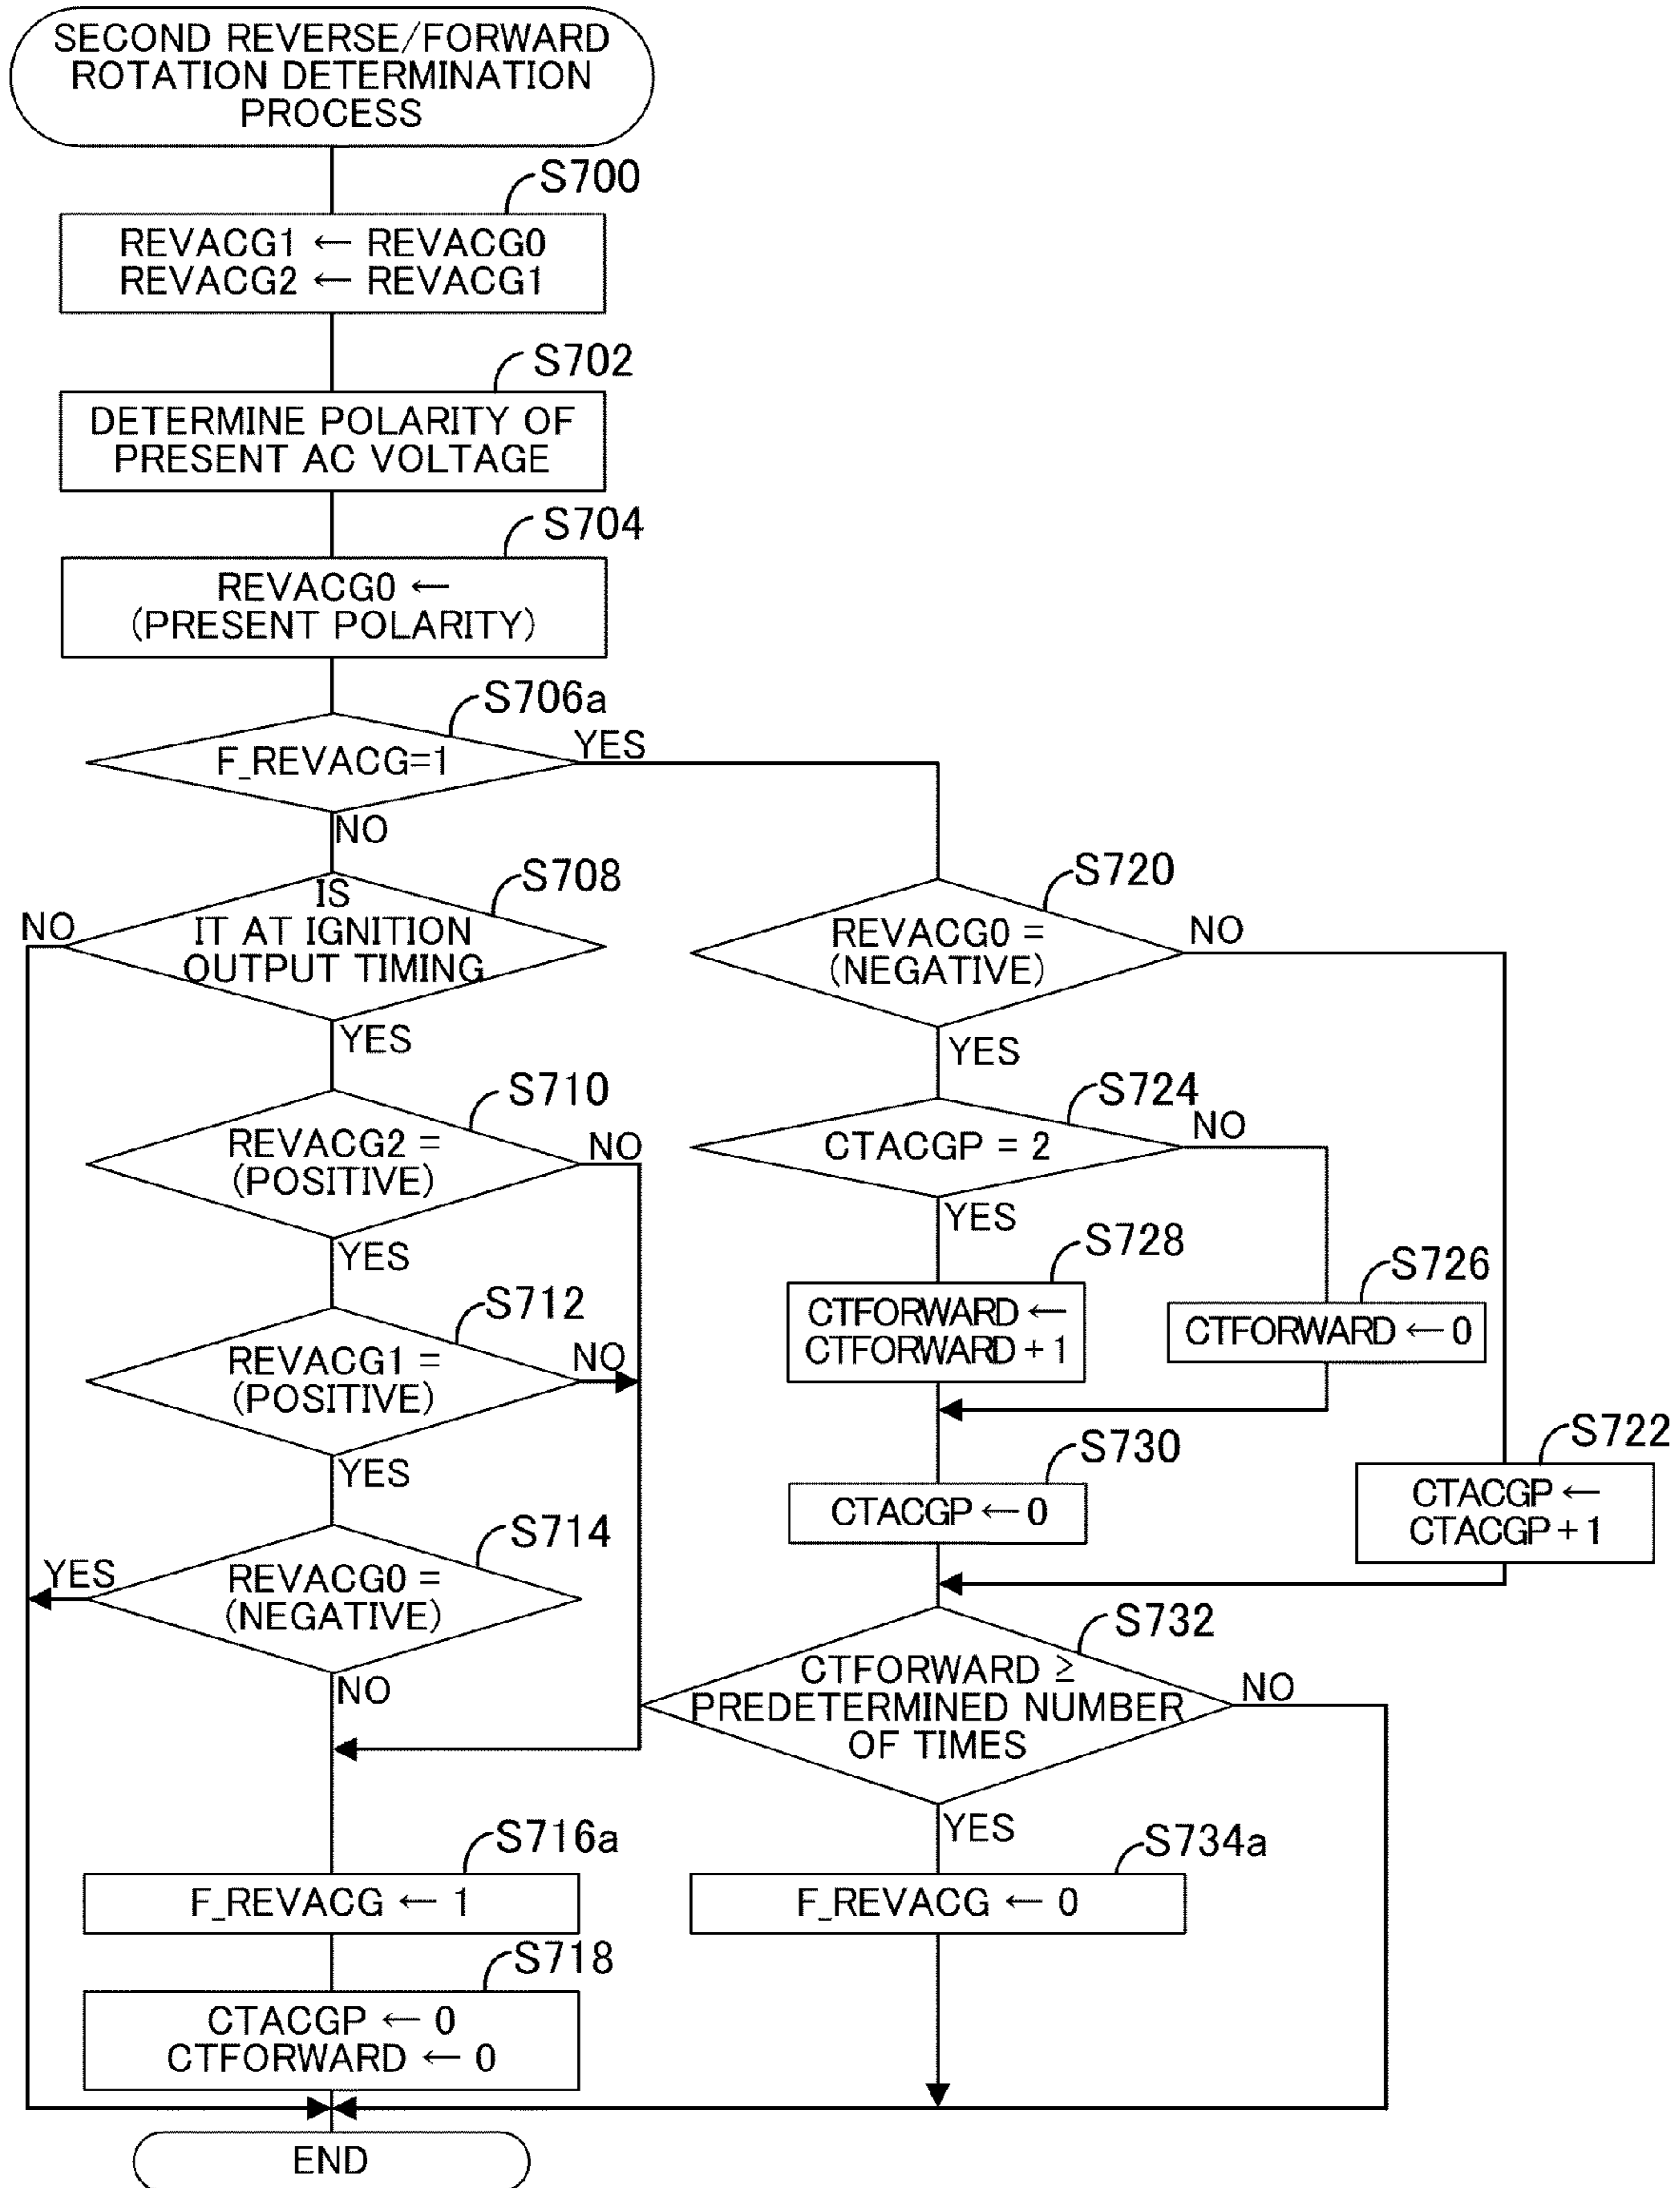 SECOND REVERSE/FORWARD
ROTATION DETERMINATION
PROCESS
S700
REVACG1 ← REVACG0
REVACG2 ← REVACG1
S702
DETERMINE POLARITY OF
PRESENT AC VOLTAGE
S704
REVACG0 ←
(PRESENT POLARITY)
S706a
F_REVACG=1
YES
NO
S708
IS
IT AT IGNITION
OUTPUT TIMING
NO
YES
S710
REVACG2 =
(POSITIVE)
NO
YES
S712
REVACG1 =
(POSITIVE)
NO
YES
S714
REVACG0 =
(NEGATIVE)
YES
NO
S716a
F_REVACG ← 1
S718
CTACGP ← 0
CTFORWARD ← 0
S720
REVACG0 =
(NEGATIVE)
NO
YES
S724
CTACGP = 2
NO
YES
S728
CTFORWARD ←
CTFORWARD + 1
S726
CTFORWARD ← 0
S730
CTACGP ← 0
S722
CTACGP ←
CTACGP + 1
S732
CTFORWARD ≥
PREDETERMINED NUMBER
OF TIMES
NO
YES
S734a
F_REVACG ← 0
END